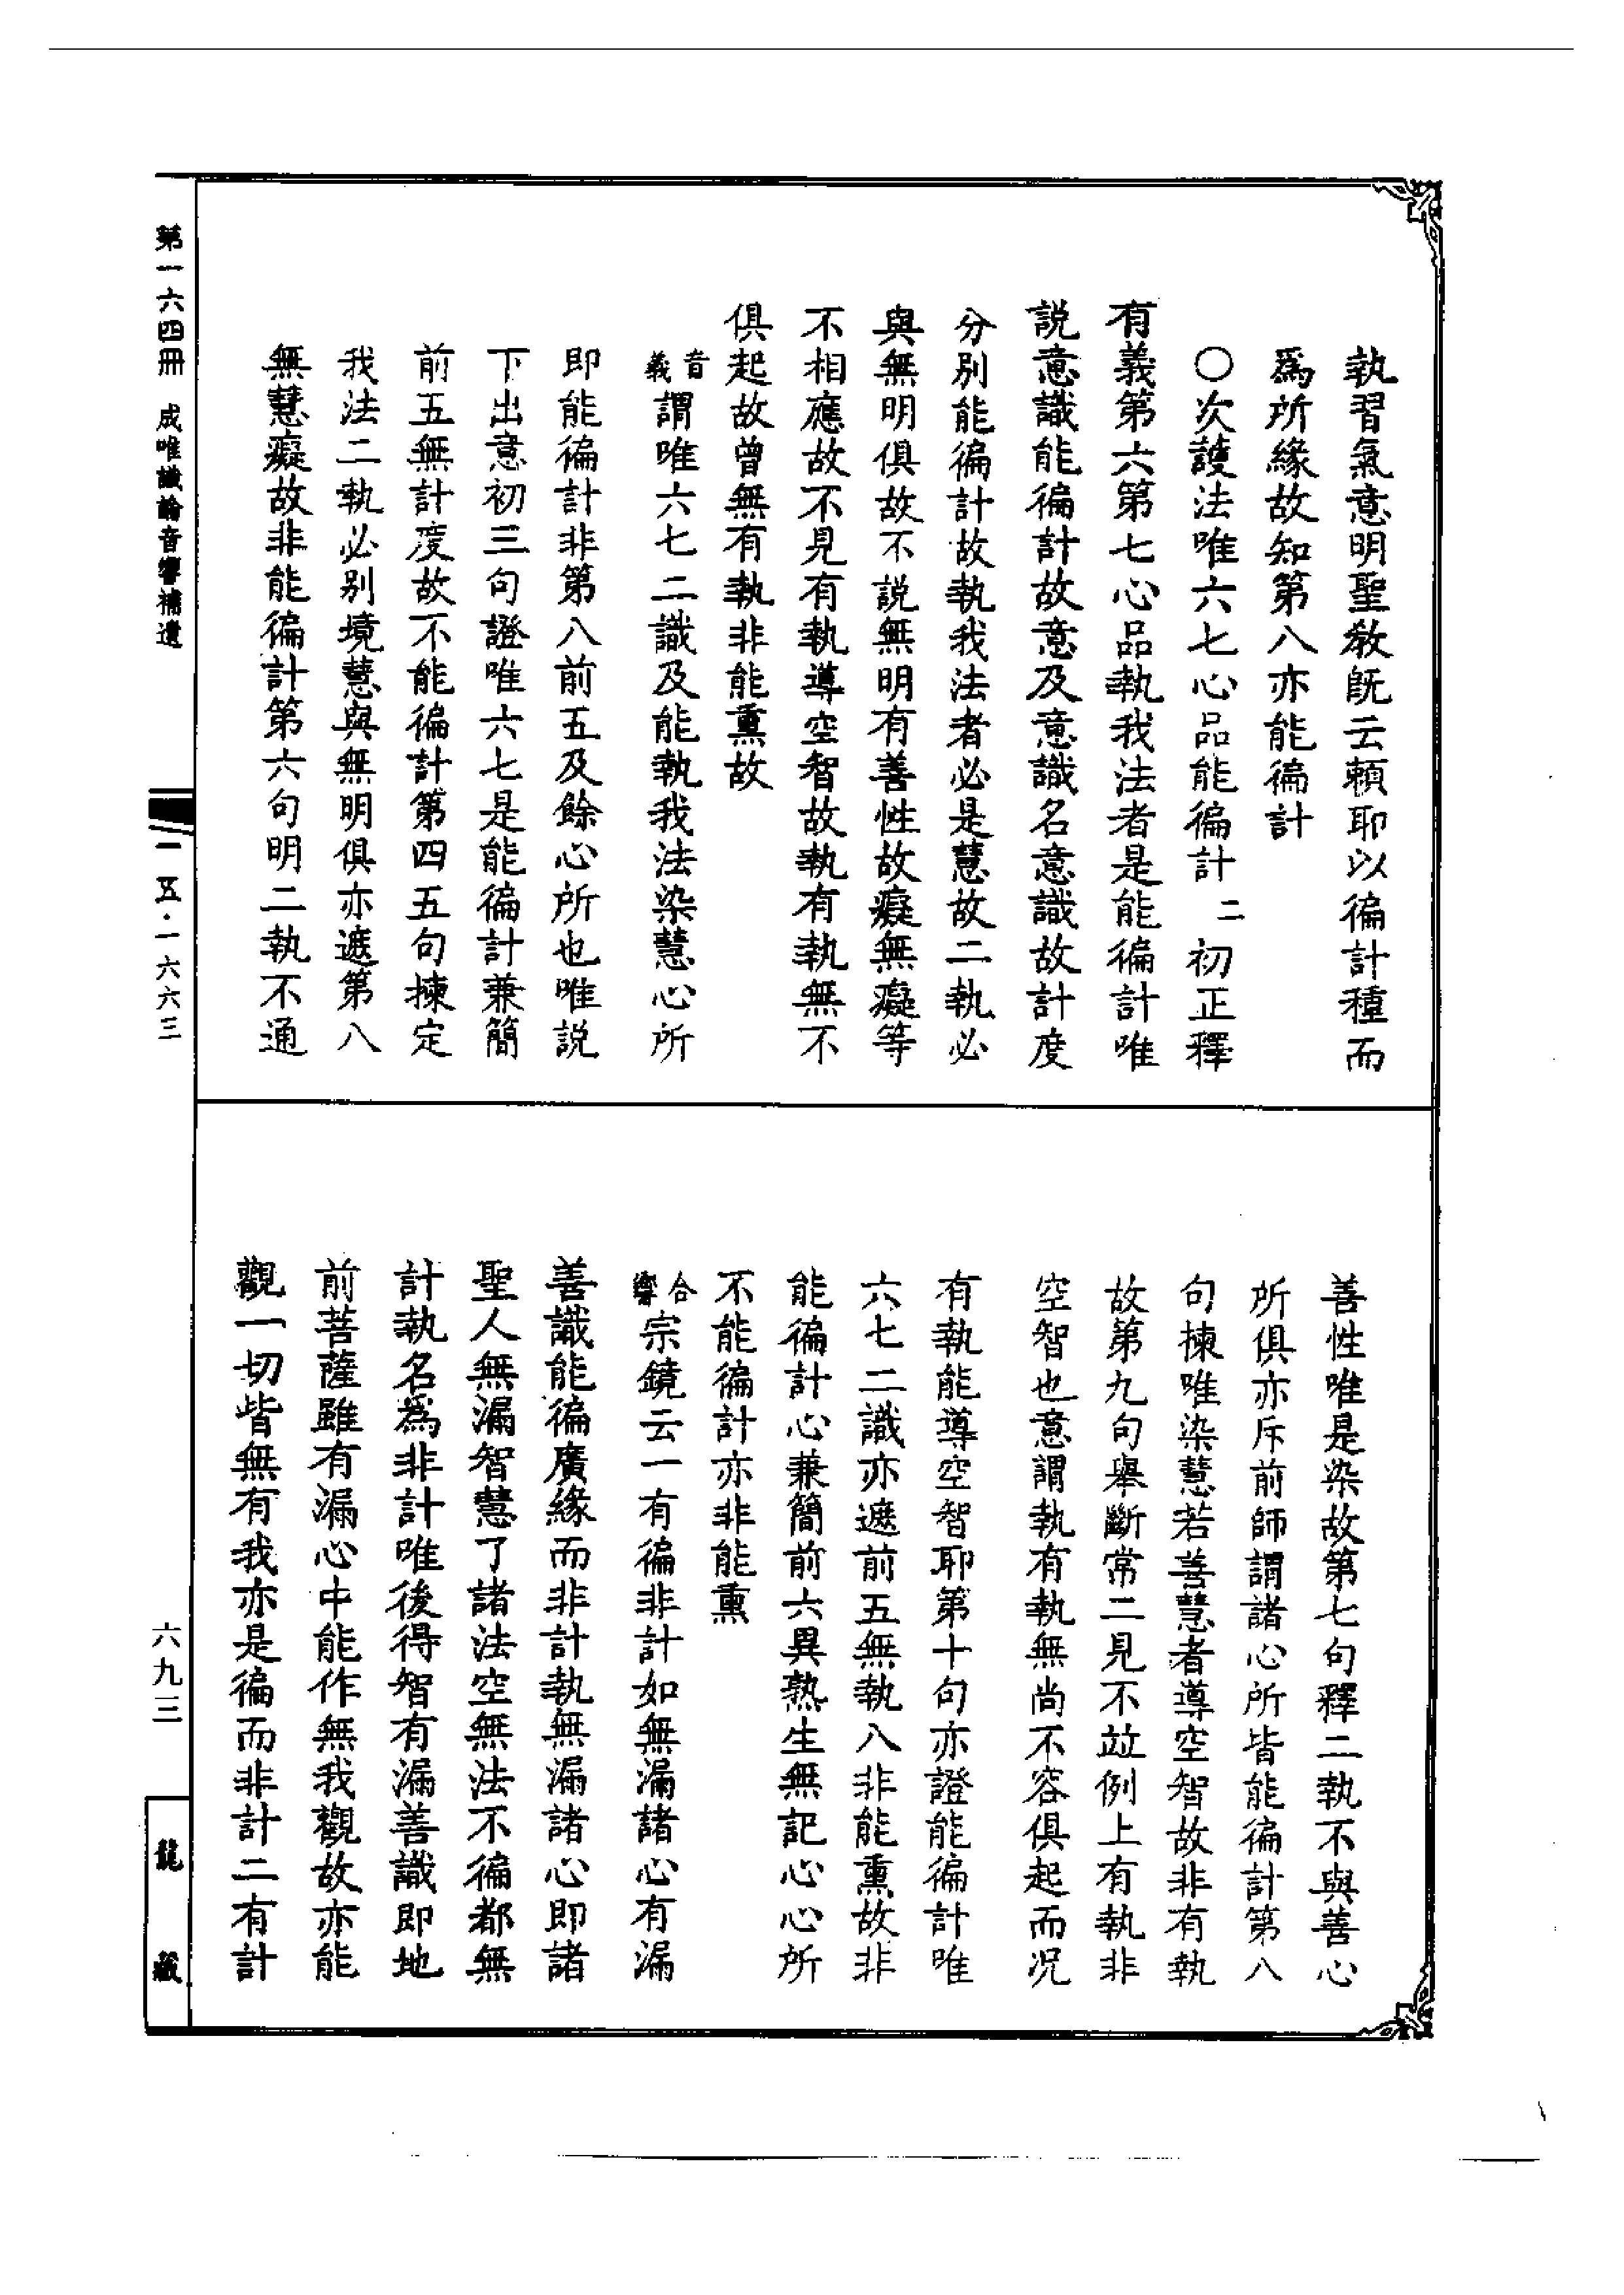 執習氣意明聖教旣云賴耶以徧計種而
爲所緣故知第八亦能徧計
○次護法唯六七心品能徧計二初正釋
有義第六第七心品執我法者是能徧計唯
説意識能徧計故意及意識名意識故計度
分別能徧計故執我法者必是慧故二執必
與無明俱故不説無明有善性故癡無癡等
不相應故不見有執導空智故執有執無不
俱起故曾無有執非能熏故
音義謂唯六七二識及能執我法染慧心所
即能徧計非第八前五及餘心所也唯説
下出意初三句證唯六七是能徧計兼簡
前五無計度故不能徧計第四五句揀定
我法二執必别境慧與無明俱亦遮第八
無慧癡故非能徧計第六句明二執不通
善性唯是染故第七句釋二執不與善心
所俱亦斥前師謂諸心所皆能徧計第八
句揀唯染慧若善慧者導空智故非有執
故第九句舉斷常二見不竝例上有執非
空智也意謂執有執無尚不容俱起而况
有執能導空智耶第十句亦證能徧計唯
六七二識亦遮前五無執八非能熏故非
能徧計心兼簡前六異熟生無記心心所
不能徧計亦非能熏
合響宗鏡云一有徧非計如無漏諸心有漏
善識能徧廣緣而非計執無漏諸心即諸
聖人無漏智慧了諸法空無法不徧都無
計執名爲非計唯後得智有漏善識即地
前菩薩雖有漏心中能作無我觀故亦能
觀一切皆無有我亦是徧而非計二有計
第一六四冊 成唯識論音響補遺
一五·一六六三
六九三
龍藏